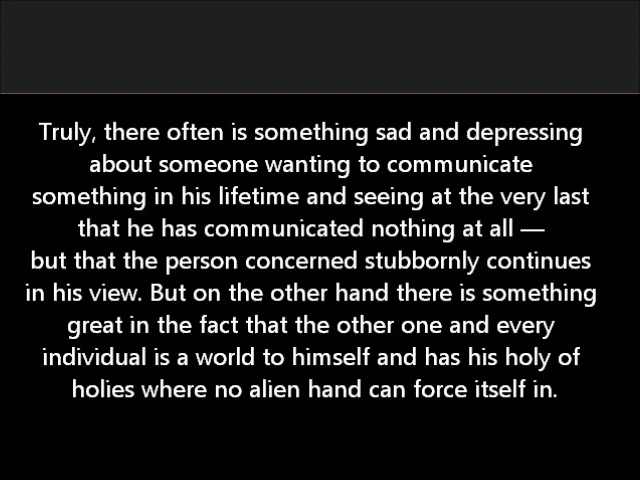 Truly, there often is something sad and depressing
about someone wanting to communicate
something in his lifetime and seeing at the very last
that he has communicated nothing at all —
but that the person concerned stubbornly continues
in his view. But on the other hand there is something
great in the fact that the other one and every
individual is a world to himself and has his holy of
holies where no alien hand can force itself in.